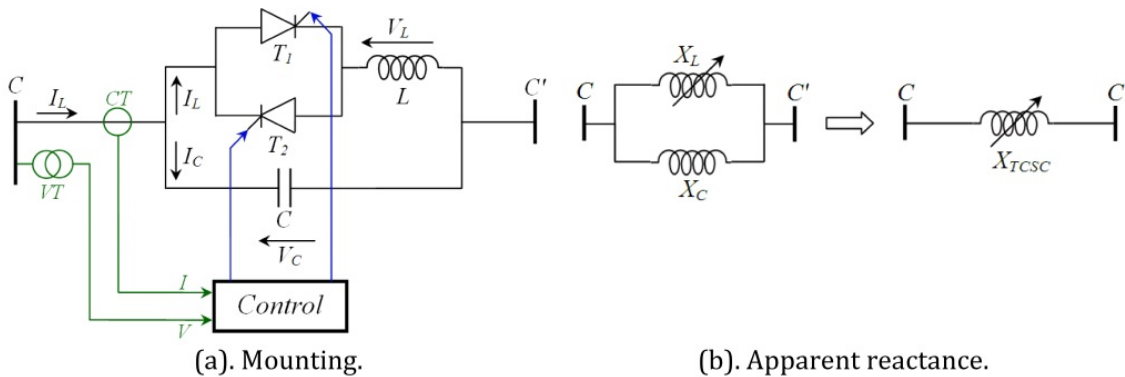 T₁
V_L
L
C
I_L
CT
I_L
C'
VT
I_C
T₂
C
V_C
I
V
Control
(a). Mounting.
X_L
C
C'
X_C
C
C'
X_TCSC
(b). Apparent reactance.